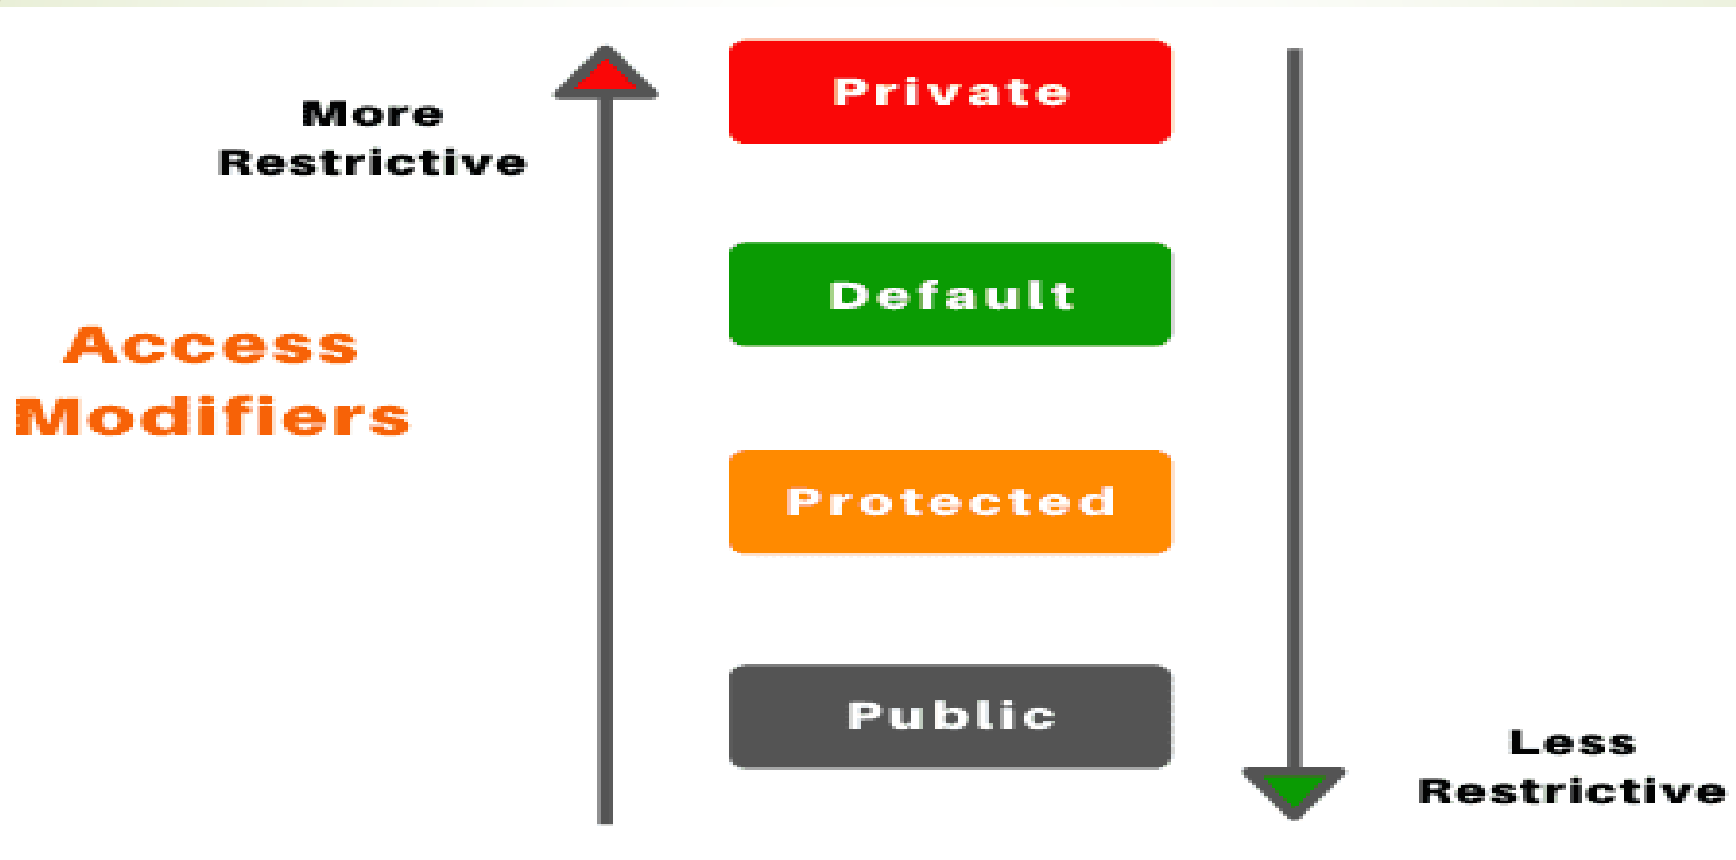 Private
More
Restrictive
Default
Access
Modifiers
Protected
Public
Less
Restrictive